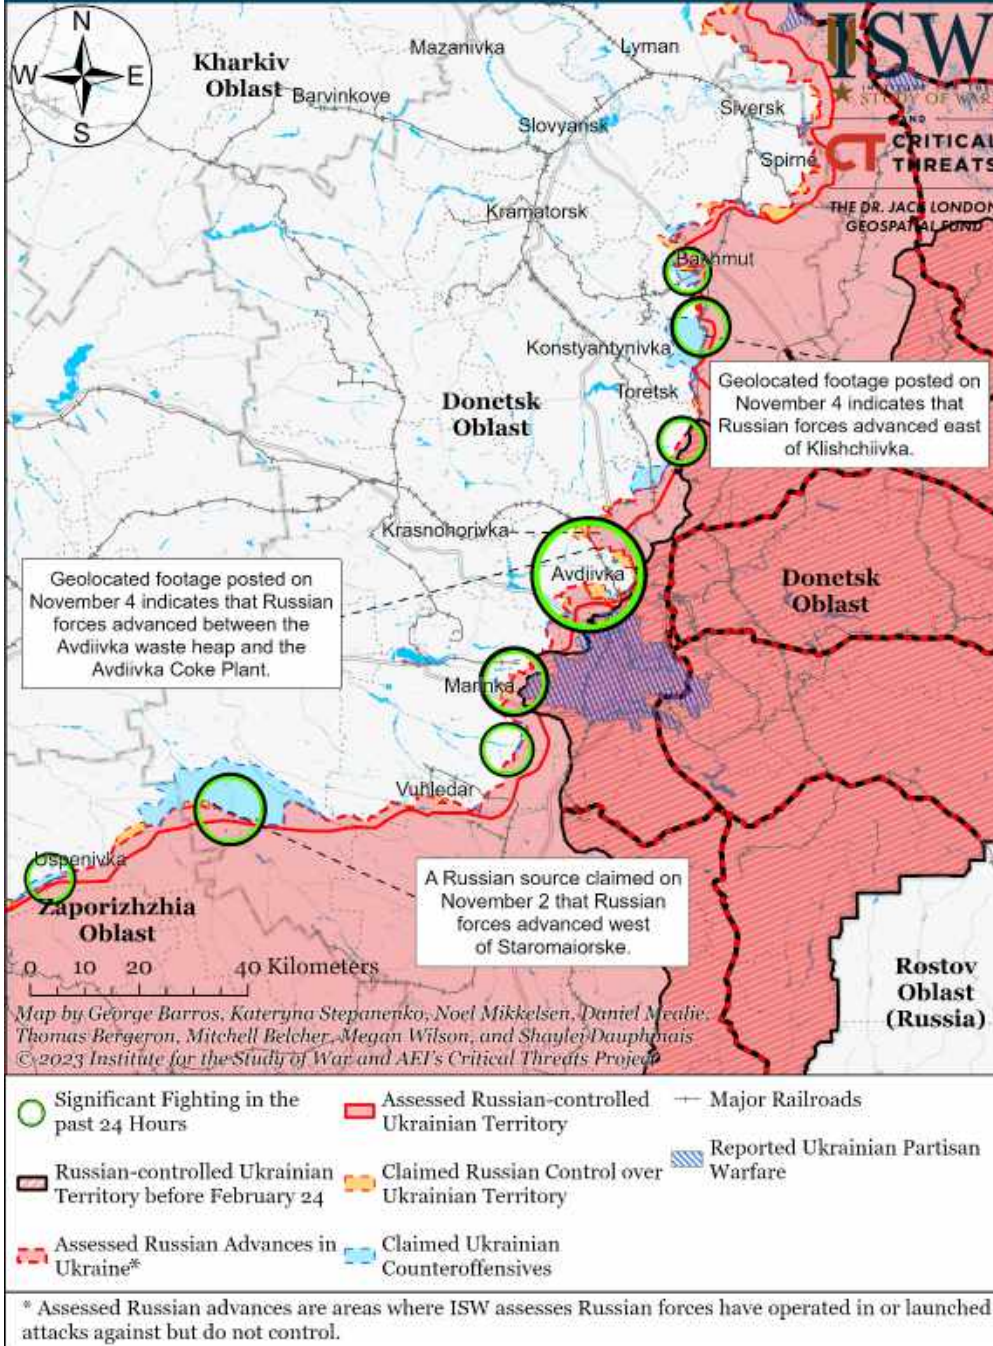 N
W
E
S
Kharkiv
Oblast
Mazanivka
Lyman
Barvinkove
Slovyansk
Siversk
Spirne
Kramatorsk
ISW
INSTITUTE FOR THE
STUDY OF WAR
AND
CT CRITICAL
THREATS
THE DR. JACK LONDON
GEOSPATIAL FUND
Bakhmut
Konstyantynivka
Toretsk
Donetsk
Oblast
Geolocated footage posted on
November 4 indicates that
Russian forces advanced east
of Klishchiivka.
Krasnohorivka
Avdiivka
Geolocated footage posted on
November 4 indicates that Russian
forces advanced between the
Avdiivka waste heap and the
Avdiivka Coke Plant.
Donetsk
Oblast
Marinka
Vuhledar
Uspenivka
Zaporizhzhia
Oblast
A Russian source claimed on
November 2 that Russian
forces advanced west
of Staromaiorske.
Rostov
Oblast
(Russia)
0 10 20 40 Kilometers
Map by George Barros, Kateryna Stepanenko, Noel Mikkelsen, Daniel Mealie,
Thomas Bergeron, Mitchell Belcher, Megan Wilson, and Shaylei Dauphinais
© 2023 Institute for the Study of War and AEI's Critical Threats Project
Significant Fighting in the
past 24 Hours
Russian-controlled Ukrainian
Territory before February 24
Assessed Russian Advances in
Ukraine*
Assessed Russian-controlled
Ukrainian Territory
Claimed Russian Control over
Ukrainian Territory
Claimed Ukrainian
Counteroffensives
Major Railroads
Reported Ukrainian Partisan
Warfare
* Assessed Russian advances are areas where ISW assesses Russian forces have operated in or launched
attacks against but do not control.